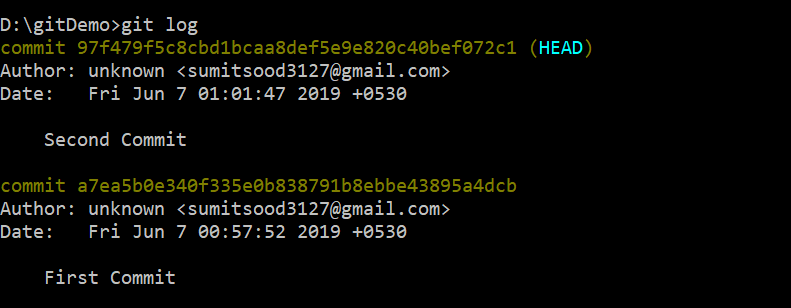 D:\gitDemo>git log
commit 97f479f5c8cbd1bcaa8def5e9e820c40bef072c1 (HEAD)
Author: unknown <sumitsood3127@gmail.com>
Date:   Fri Jun 7 01:01:47 2019 +0530
Second Commit
commit a7ea5b0e340f335e0b838791b8ebbe43895a4dcb
Author: unknown <sumitsood3127@gmail.com>
Date:   Fri Jun 7 00:57:52 2019 +0530
First Commit